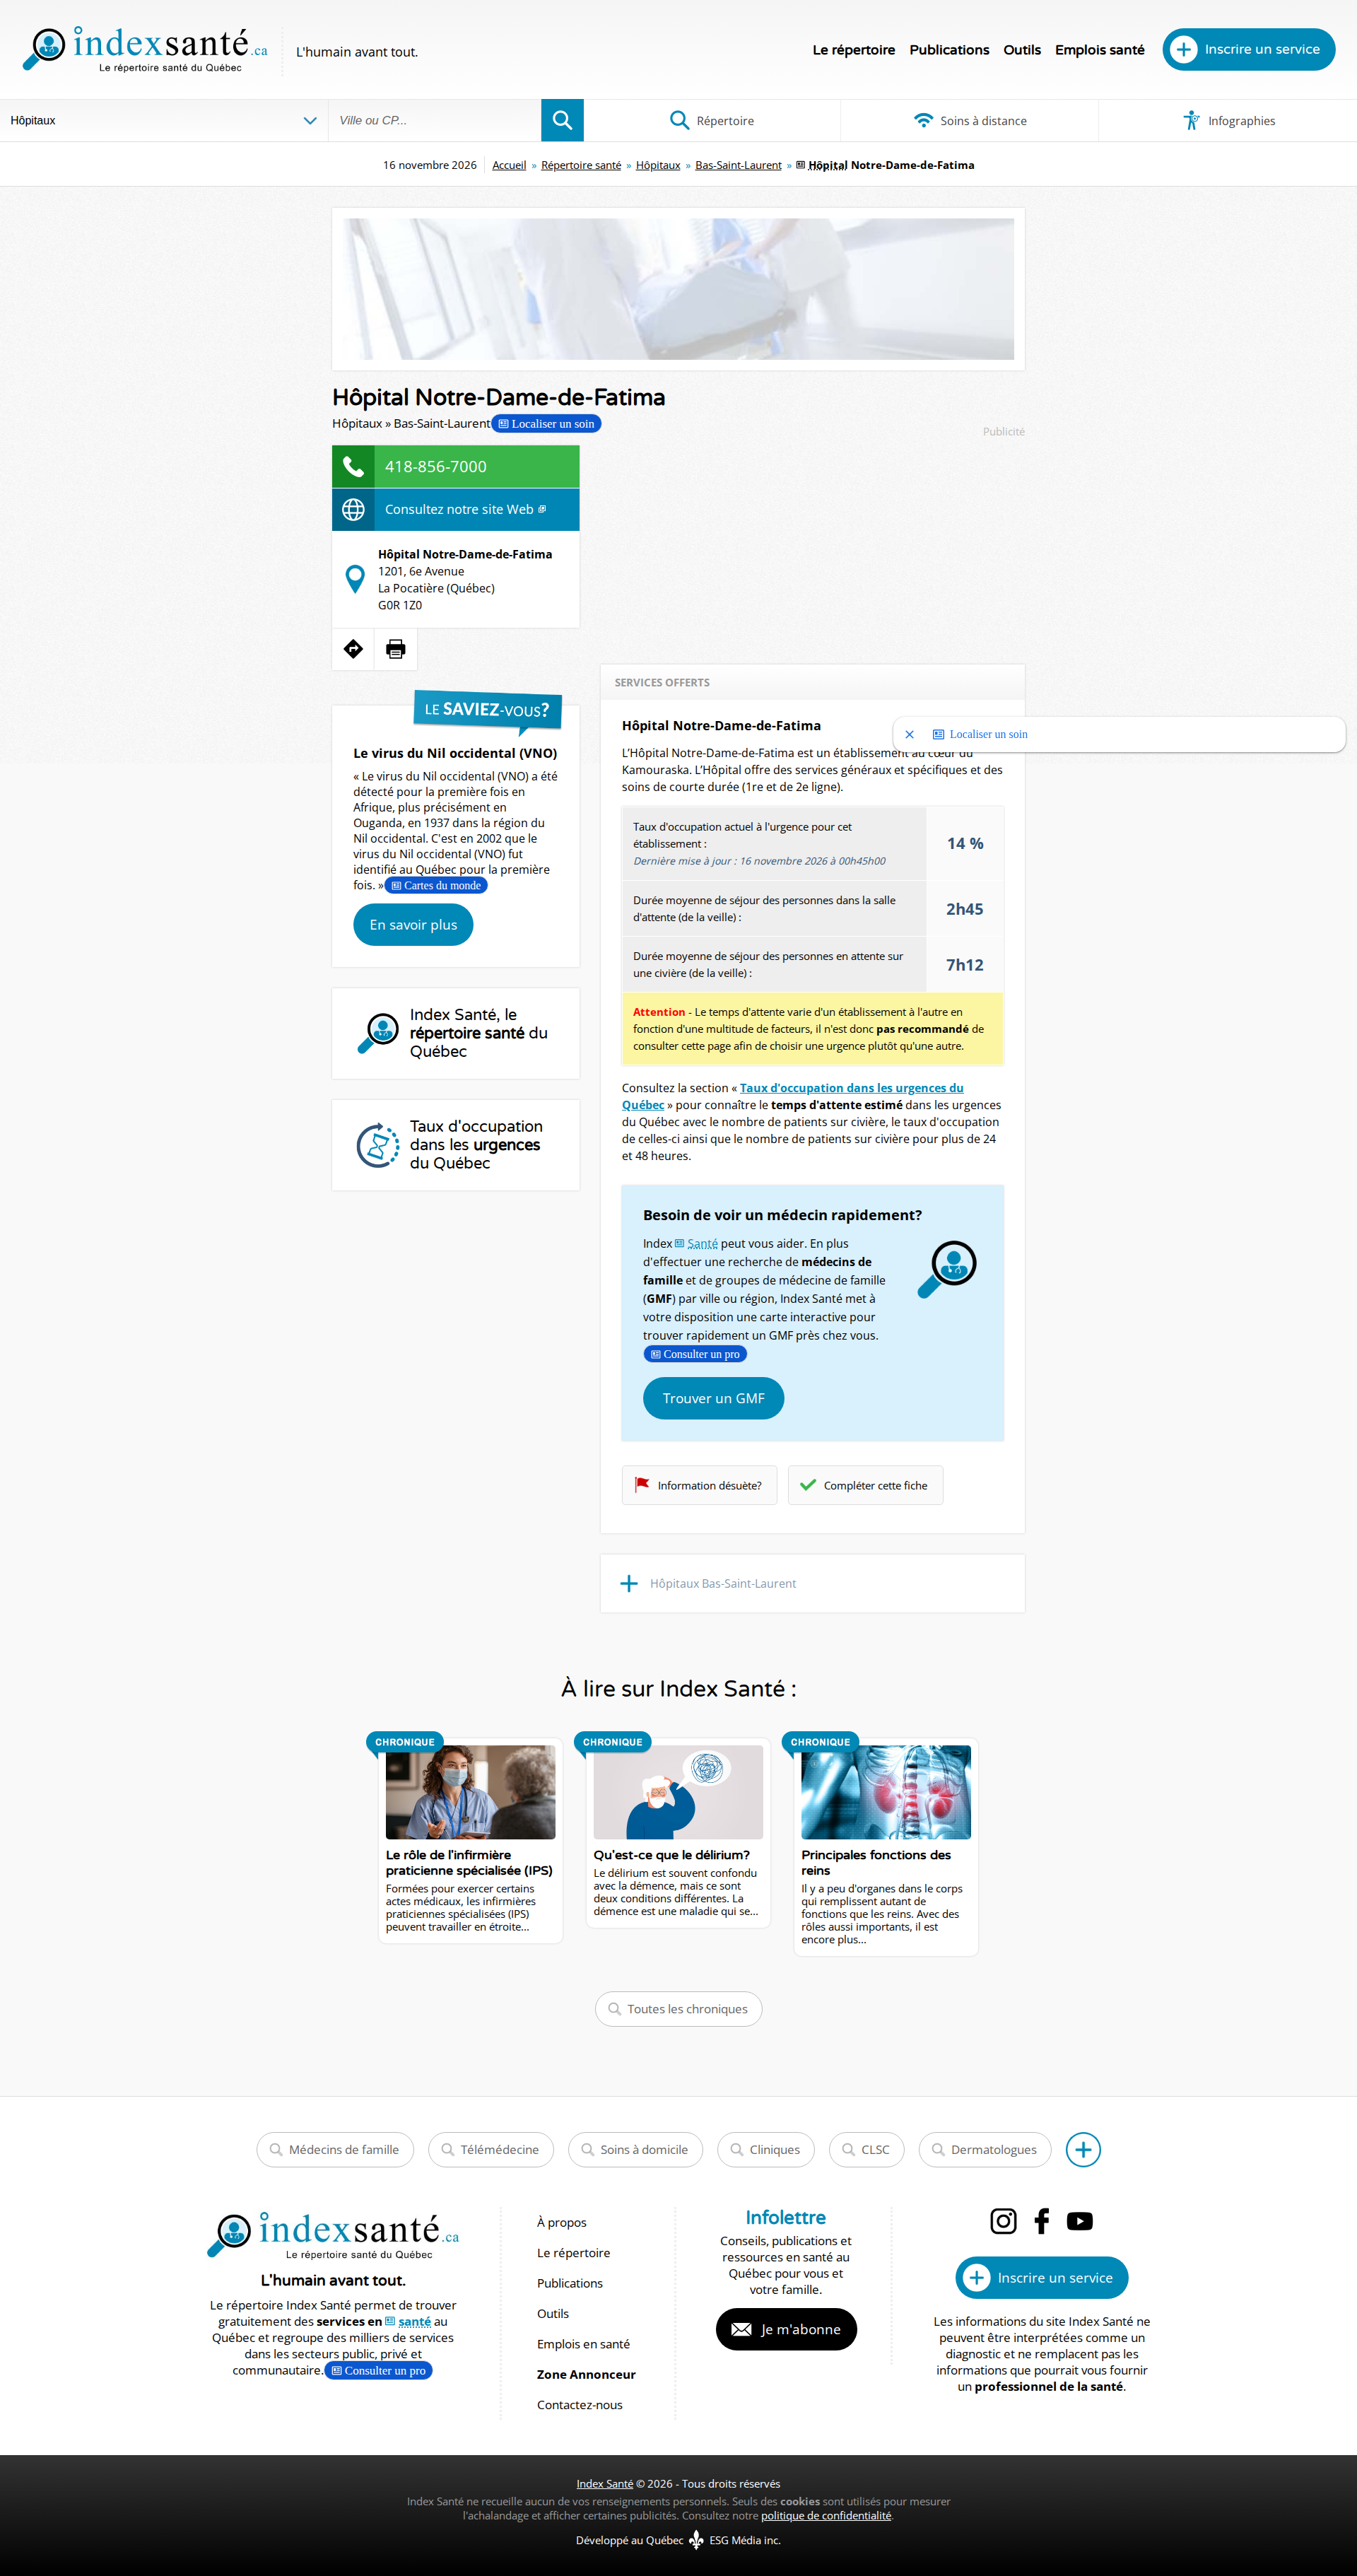 indexsanté.ca
Le répertoire santé du Québec
L'humain avant tout.
Le répertoire
Publications
Outils
Emplois santé
Inscrire un service
Hôpitaux
Ville ou CP...
Répertoire
Soins à distance
Infographies
16 novembre 2026
Accueil » Répertoire santé » Hôpitaux » Bas-Saint-Laurent » Hôpital Notre-Dame-de-Fatima
Hôpital Notre-Dame-de-Fatima
Hôpitaux » Bas-Saint-Laurent Localiser un soin
Publicité
418-856-7000
Consultez notre site Web
Hôpital Notre-Dame-de-Fatima
1201, 6e Avenue
La Pocatière (Québec)
G0R 1Z0
LE SAVIEZ-VOUS?
Le virus du Nil occidental (VNO)
« Le virus du Nil occidental (VNO) a été
détecté pour la première fois en
Afrique, plus précisément en
Ouganda, en 1937 dans la région du
Nil occidental. C'est en 2002 que le
virus du Nil occidental (VNO) fut
identifié au Québec pour la première
fois. » Cartes du monde
En savoir plus
Index Santé, le
répertoire santé du
Québec
Taux d'occupation
dans les urgences
du Québec
SERVICES OFFERTS
Hôpital Notre-Dame-de-Fatima
Localiser un soin
L'Hôpital Notre-Dame-de-Fatima est un établissement au cœur du
Kamouraska. L'Hôpital offre des services généraux et spécifiques et des
soins de courte durée (1re et de 2e ligne).
Taux d'occupation actuel à l'urgence pour cet
établissement :
Dernière mise à jour : 16 novembre 2026 à 00h45h00
14 %
Durée moyenne de séjour des personnes dans la salle
d'attente (de la veille) :
2h45
Durée moyenne de séjour des personnes en attente sur
une civière (de la veille) :
7h12
Attention - Le temps d'attente varie d'un établissement à l'autre en
fonction d'une multitude de facteurs, il n'est donc pas recommandé de
consulter cette page afin de choisir une urgence plutôt qu'une autre.
Consultez la section « Taux d'occupation dans les urgences du
Québec » pour connaître le temps d'attente estimé dans les urgences
du Québec avec le nombre de patients sur civière, le taux d'occupation
de celles-ci ainsi que le nombre de patients sur civière pour plus de 24
et 48 heures.
Besoin de voir un médecin rapidement?
Index Santé peut vous aider. En plus
d'effectuer une recherche de médecins de
famille et de groupes de médecine de famille
(GMF) par ville ou région, Index Santé met à
votre disposition une carte interactive pour
trouver rapidement un GMF près chez vous.
Consulter un pro
Trouver un GMF
Information désuète?
Compléter cette fiche
Hôpitaux Bas-Saint-Laurent
À lire sur Index Santé :
CHRONIQUE
Le rôle de l'infirmière
praticienne spécialisée (IPS)
Formées pour exercer certains
actes médicaux, les infirmières
praticiennes spécialisées (IPS)
peuvent travailler en étroite...
CHRONIQUE
Qu'est-ce que le délirium?
Le délirium est souvent confondu
avec la démence, mais ce sont
deux conditions différentes. La
démence est une maladie qui se...
CHRONIQUE
Principales fonctions des
reins
Il y a peu d'organes dans le corps
qui remplissent autant de
fonctions que les reins. Avec des
rôles aussi importants, il est
encore plus...
Toutes les chroniques
Médecins de famille
Télémédecine
Soins à domicile
Cliniques
CLSC
Dermatologues
indexsanté.ca
Le répertoire santé du Québec
L'humain avant tout.
Le répertoire Index Santé permet de trouver
gratuitement des services en santé au
Québec et regroupe des milliers de services
dans les secteurs public, privé et
communautaire. Consulter un pro
À propos
Le répertoire
Publications
Outils
Emplois en santé
Zone Annonceur
Contactez-nous
Infolettre
Conseils, publications et
ressources en santé au
Québec pour vous et
votre famille.
Je m'abonne
Inscrire un service
Les informations du site Index Santé ne
peuvent être interprétées comme un
diagnostic et ne remplacent pas les
informations que pourrait vous fournir
un professionnel de la santé.
Index Santé © 2026 - Tous droits réservés
Index Santé ne recueille aucun de vos renseignements personnels. Seuls des cookies sont utilisés pour mesurer
l'achalandage et afficher certaines publicités. Consultez notre politique de confidentialité.
Développé au Québec ESG Média inc.